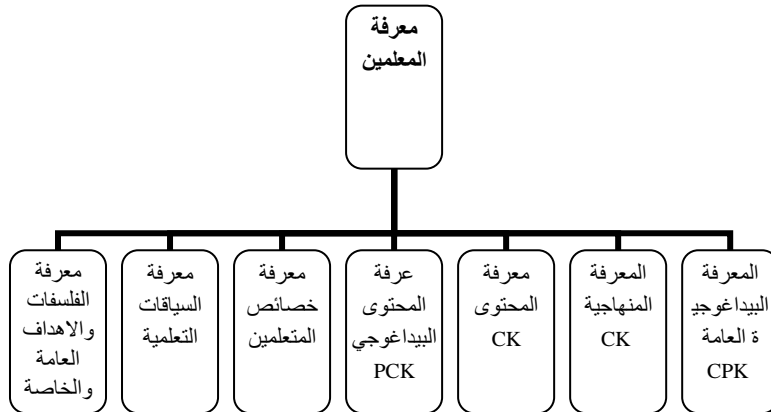 معرفة
المعلمين
المعرفة
البيداغوجي
ة العامة
CPK
المعرفة
المنهاجية
CK
معرفة
المحتوى
CK
عرفة
المحتوى
البيداغوجي
PCK
معرفة
خصائص
المتعلمين
معرفة
السياقات
التعلمية
معرفة
الفلسفات
والاهداف
العامة
والخاصة